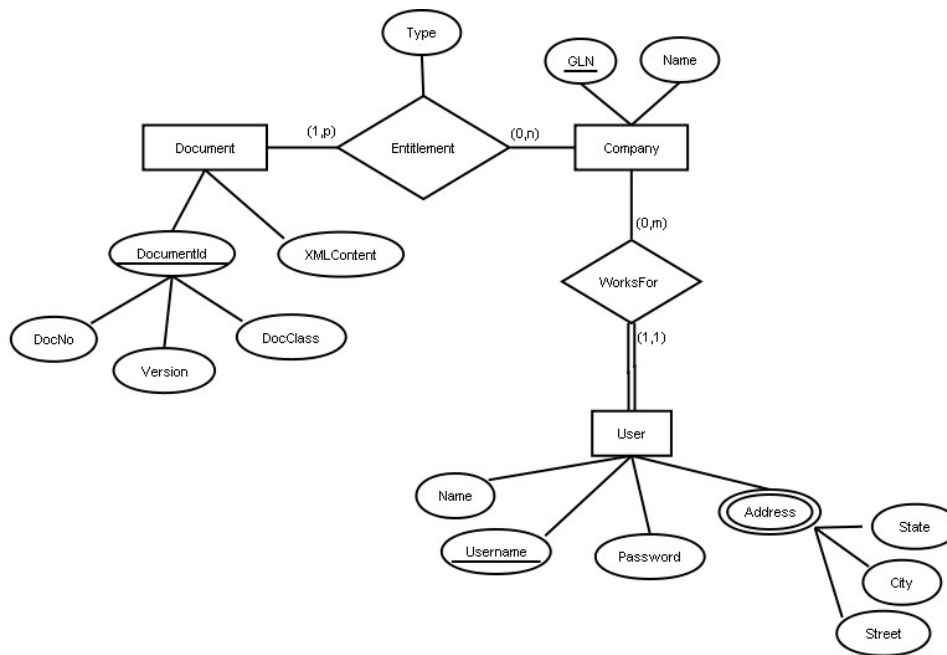 Type
GLN
Name
(1,p)
(0,n)
Document
Entitlement
Company
(0,m)
DocumentId
XMLContent
WorksFor
DocNo
DocClass
(1,1)
Version
User
Name
Address
State
Username
Password
City
Street